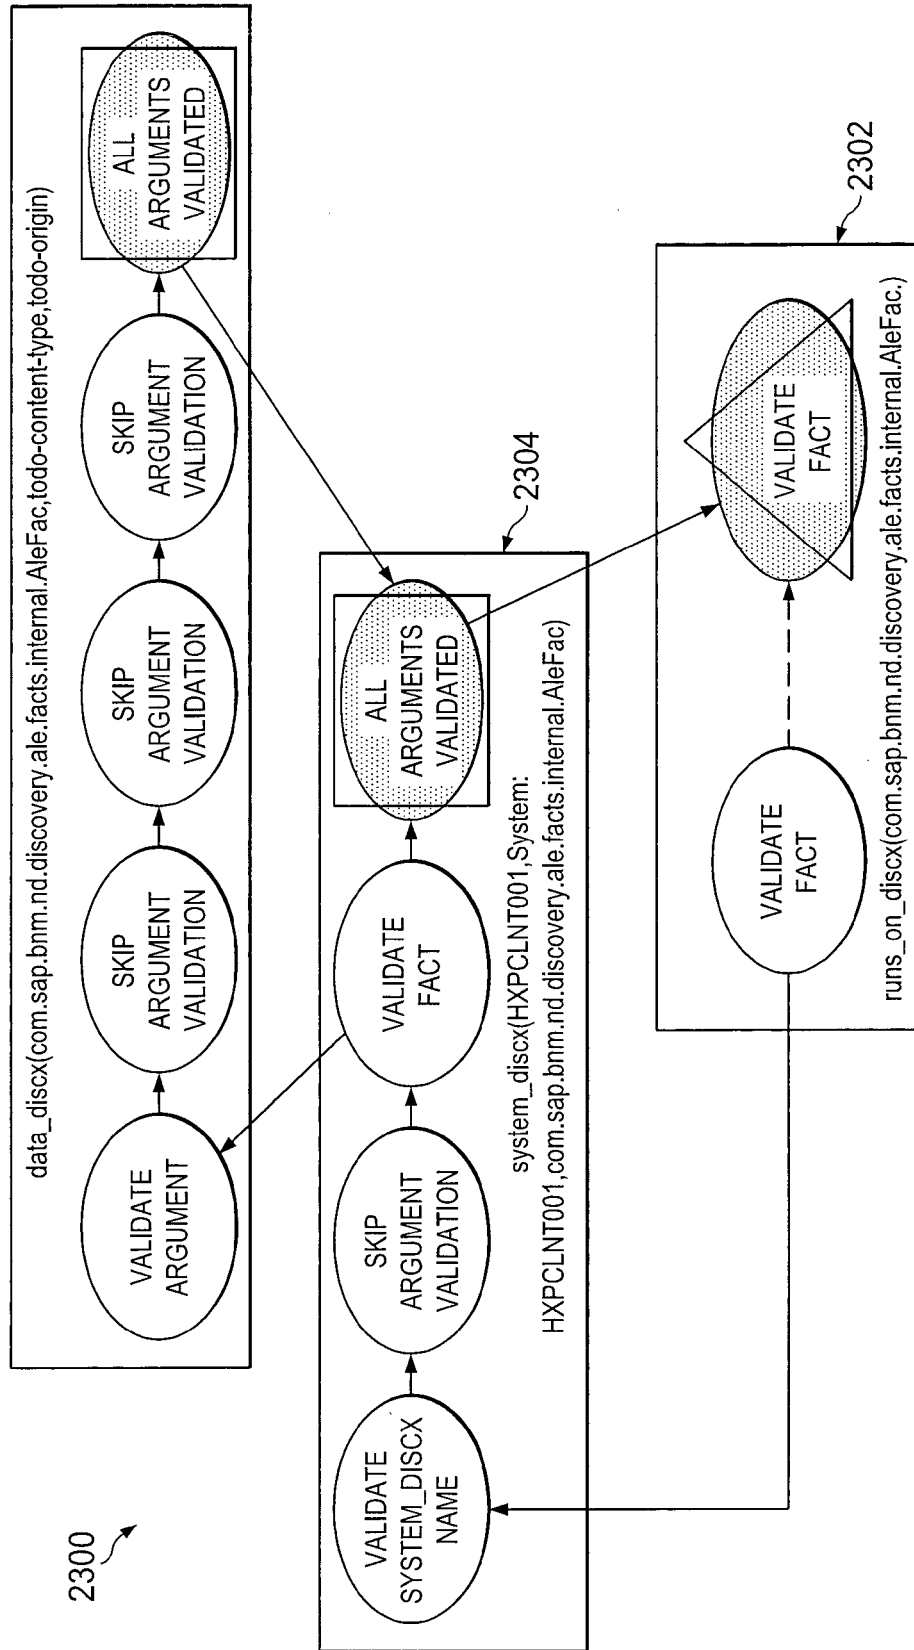 2300
data_discx(com.sap.bnm.nd.discovery.ale.facts.internal.AleFac,todo-content-type,todo-origin)
VALIDATE
ARGUMENT
SKIP
ARGUMENT
VALIDATION
SKIP
ARGUMENT
VALIDATION
SKIP
ARGUMENT
VALIDATION
ALL
ARGUMENTS
VALIDATED
VALIDATE
SYSTEM_DISCX
NAME
SKIP
ARGUMENT
VALIDATION
VALIDATE
FACT
ALL
ARGUMENTS
VALIDATED
2304
system_discx(HXPCLNT001,System:
HXPCLNT001,com.sap.bnm.nd.discovery.ale.facts.internal.AleFac)
VALIDATE
FACT
VALIDATE
FACT
2302
runs_on_discx(com.sap.bnm.nd.discovery.ale.facts.internal.AleFac.)